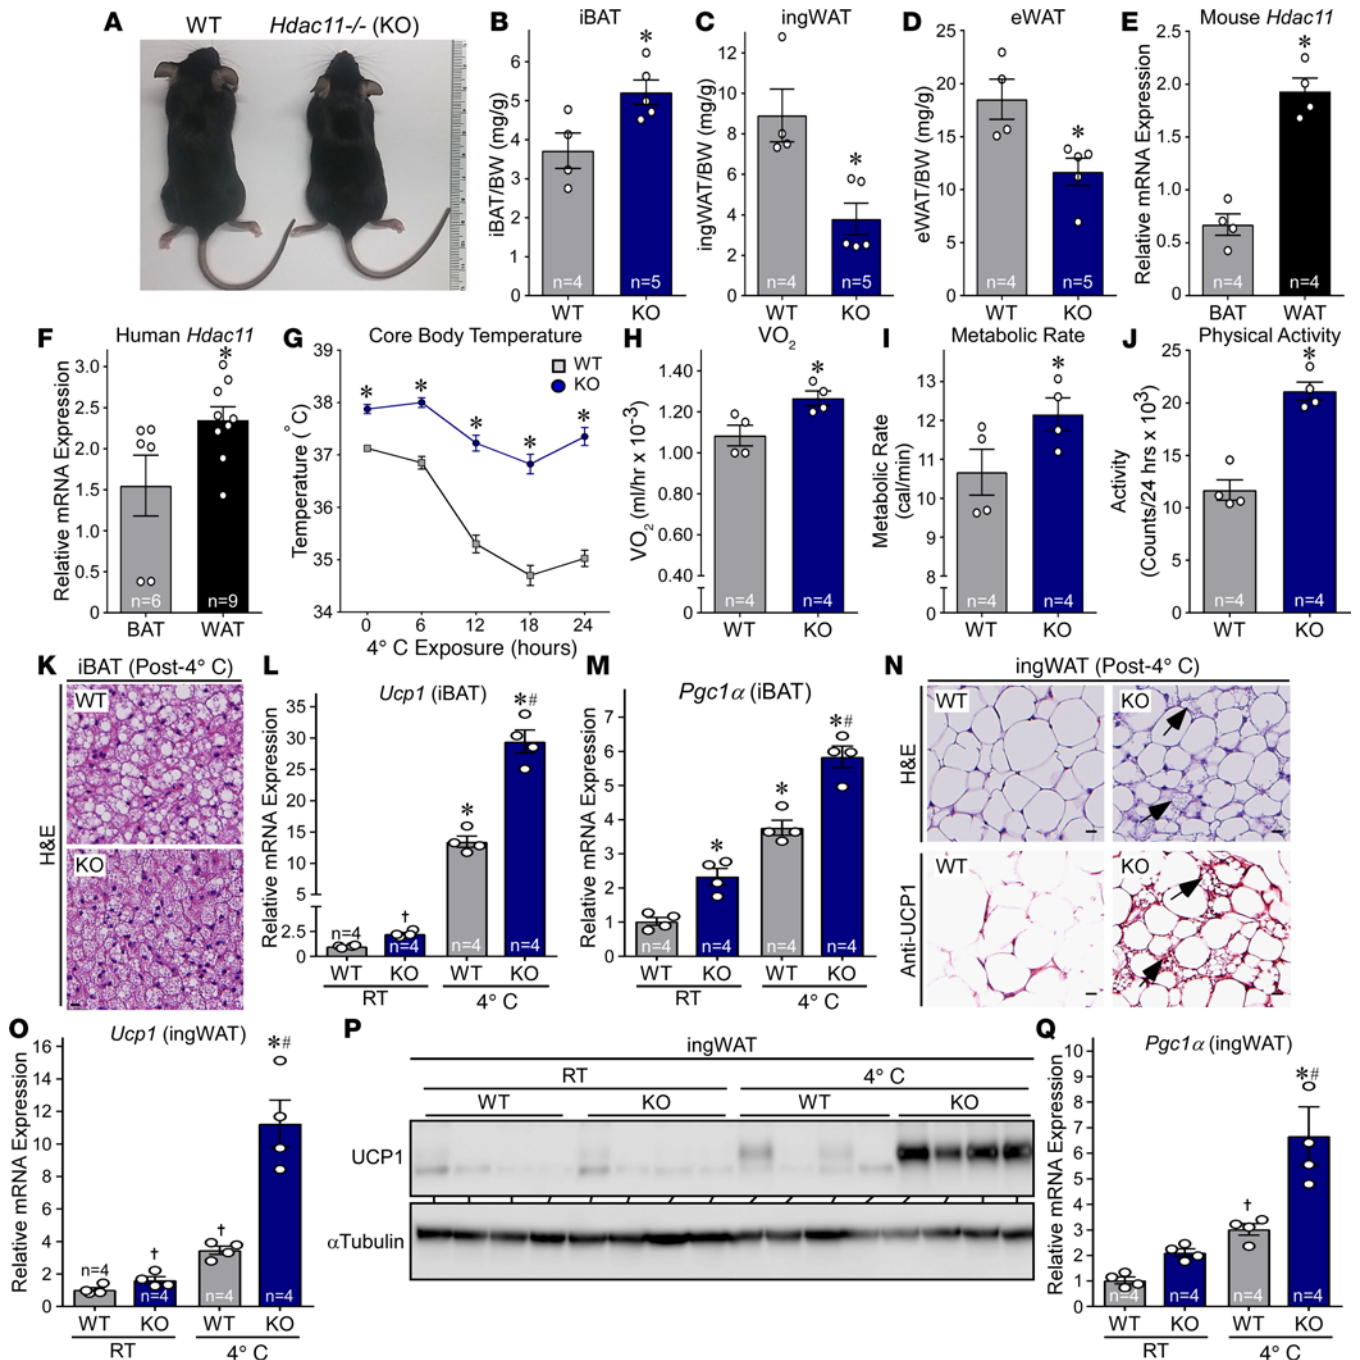 A
WT Hdac11-/- (KO)
B
iBAT
iBAT/BW (mg/g)
6
5
4
3
2
1
0
*
n=4
n=5
WT
KO
C
ingWAT
ingWAT/BW (mg/g)
12
10
8
6
4
2
0
*
n=4
n=5
WT
KO
D
eWAT
eWAT/BW (mg/g)
25
20
15
10
5
0
*
n=4
n=5
WT
KO
E
Mouse Hdac11
Relative mRNA Expression
2.5
2.0
1.5
1.0
0.5
0
*
n=4
n=4
BAT
WAT
F
Human Hdac11
Relative mRNA Expression
3.0
2.5
2.0
1.5
1.0
0.5
0
*
n=6
n=9
BAT
WAT
G
Core Body Temperature
Temperature (°C)
39
38
37
35
34
WT
KO
* * * * *
0 6 12 18 24
4° C Exposure (hours)
H
VO2
VO2 (ml/hr x 10-3)
1.40
1.20
1.00
0.60
0.40
0
*
n=4
n=4
WT
KO
I
Metabolic Rate
Metabolic Rate
(cal/min)
13
12
11
10
9
8
0
*
n=4
n=4
WT
KO
J
Physical Activity
Activity
(Counts/24 hrs x 103)
25
20
15
10
5
0
*
n=4
n=4
WT
KO
K
iBAT (Post-4° C)
H&E
WT
KO
L
Ucp1 (iBAT)
Relative mRNA Expression
35
30
25
20
15
10
5
2.5
0
n=4
†
n=4
*
n=4
*#
n=4
WT KO WT KO
RT 4° C
M
Pgc1α (iBAT)
Relative mRNA Expression
7
6
5
4
3
2
1
0
n=4
*
n=4
*
n=4
*#
n=4
WT KO WT KO
RT 4° C
N
ingWAT (Post-4° C)
H&E
WT
KO
Anti-UCP1
WT
KO
O
Ucp1 (ingWAT)
Relative mRNA Expression
16
14
12
10
8
6
4
2
0
n=4
†
n=4
†
n=4
*#
n=4
WT KO WT KO
RT 4° C
P
ingWAT
RT 4° C
WT KO WT KO
UCP1
αTubulin
Q
Pgc1α (ingWAT)
Relative mRNA Expression
10
9
8
7
6
5
4
3
2
1
0
n=4
n=4
†
n=4
*#
n=4
WT KO WT KO
RT 4° C